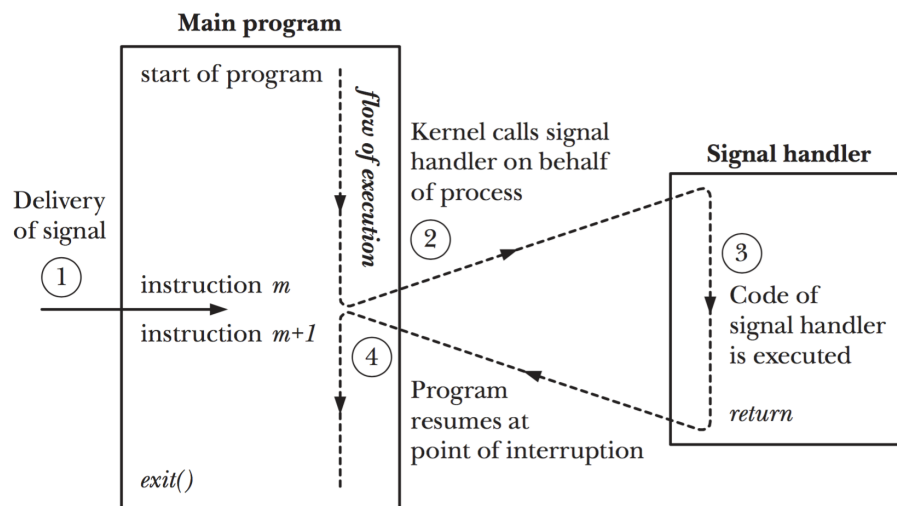 Main program
start of program
flow of execution
Kernel calls signal
handler on behalf
of process
Signal handler
Delivery
of signal
1
2
3
instruction m
instruction m+1
Code of
signal handler
is executed
4
Program
resumes at
point of interruption
return
exit()